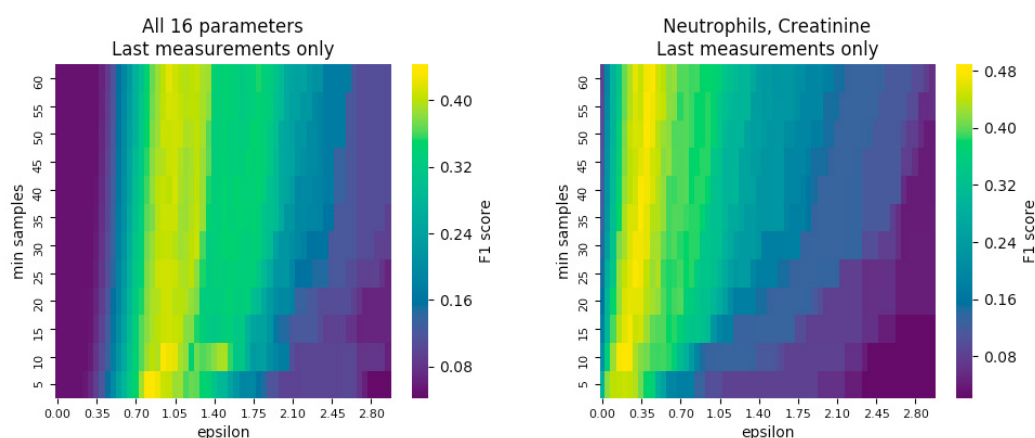 All 16 parameters
Last measurements only
60
55
50
45
40
35
30
25
20
15
10
5
min samples
0.00 0.35 0.70 1.05 1.40 1.75 2.10 2.45 2.80
epsilon
0.40
0.32
0.24
0.16
0.08
F1 score
Neutrophils, Creatinine
Last measurements only
60
55
50
45
40
35
30
25
20
15
10
5
min samples
0.00 0.35 0.70 1.05 1.40 1.75 2.10 2.45 2.80
epsilon
0.48
0.40
0.32
0.24
0.16
0.08
F1 score